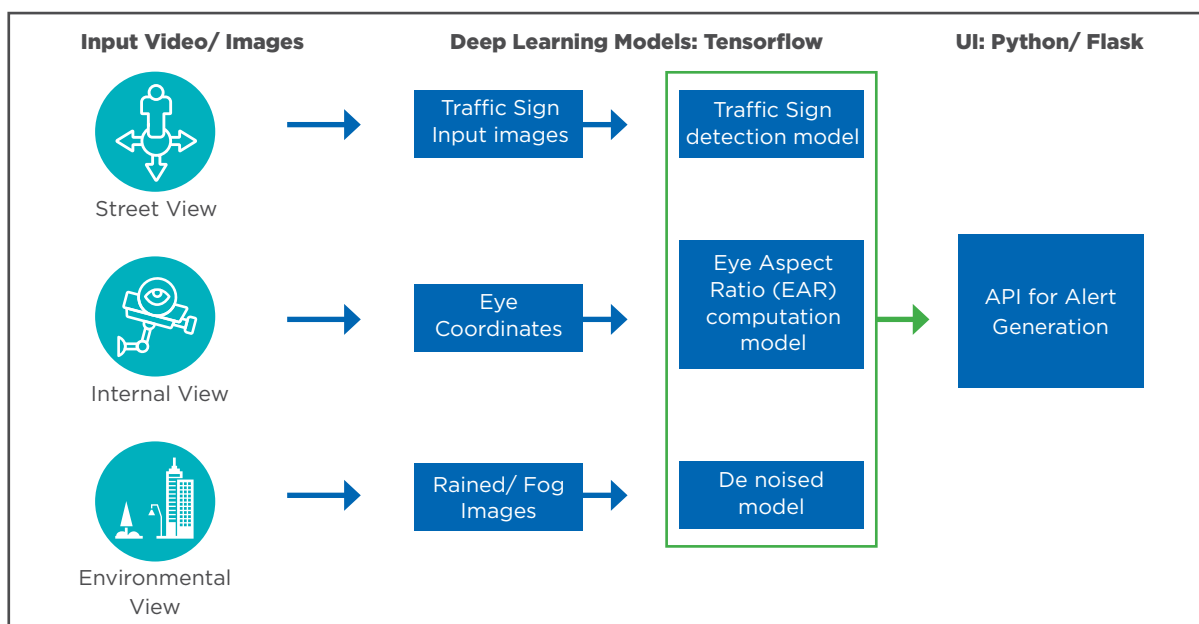 Input Video/ Images
Deep Learning Models: Tensorflow
UI: Python/ Flask
Street View
Traffic Sign
Input images
Traffic Sign
detection model
Internal View
Eye
Coordinates
Eye Aspect
Ratio (EAR)
computation
model
API for Alert
Generation
Environmental
View
Rained/ Fog
Images
De noised
model